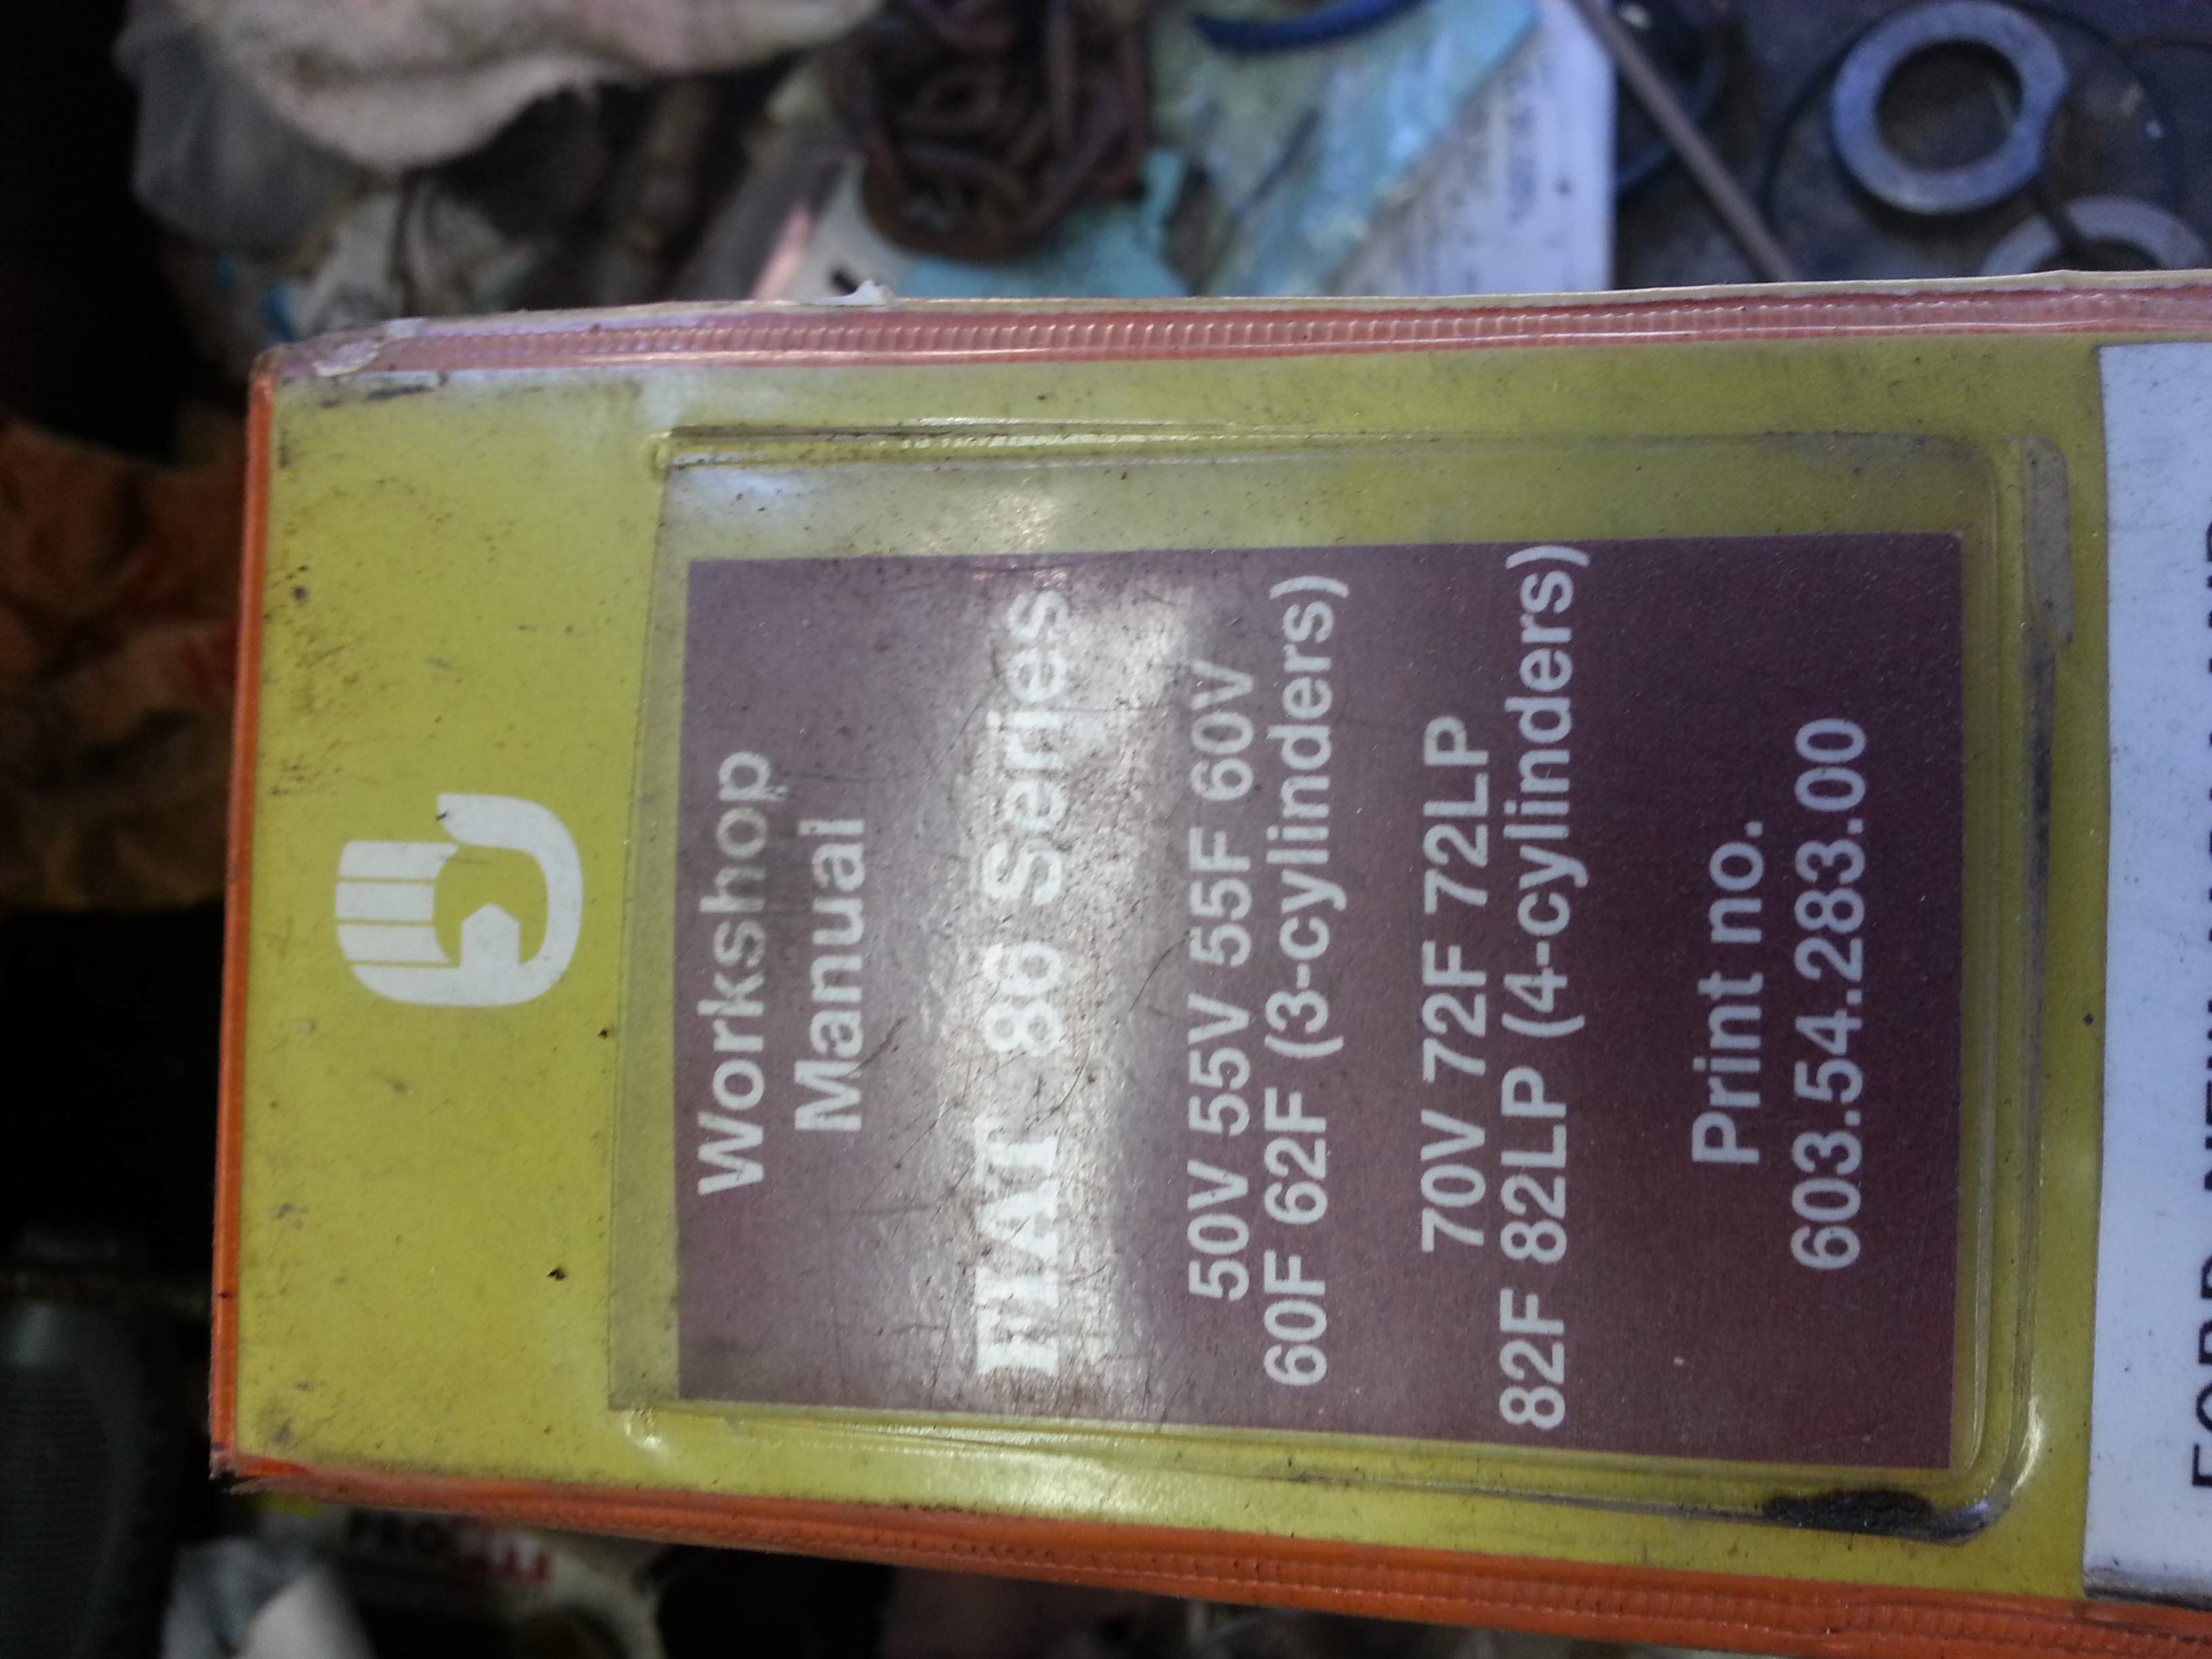 Workshop
Manual
FIAT 86 Series
50V 55V 55F 60V
60F 62F (3-cylinders)
70V 72F 72LP
82F 82LP (4-cylinders)
Print no.
603.54.283.00